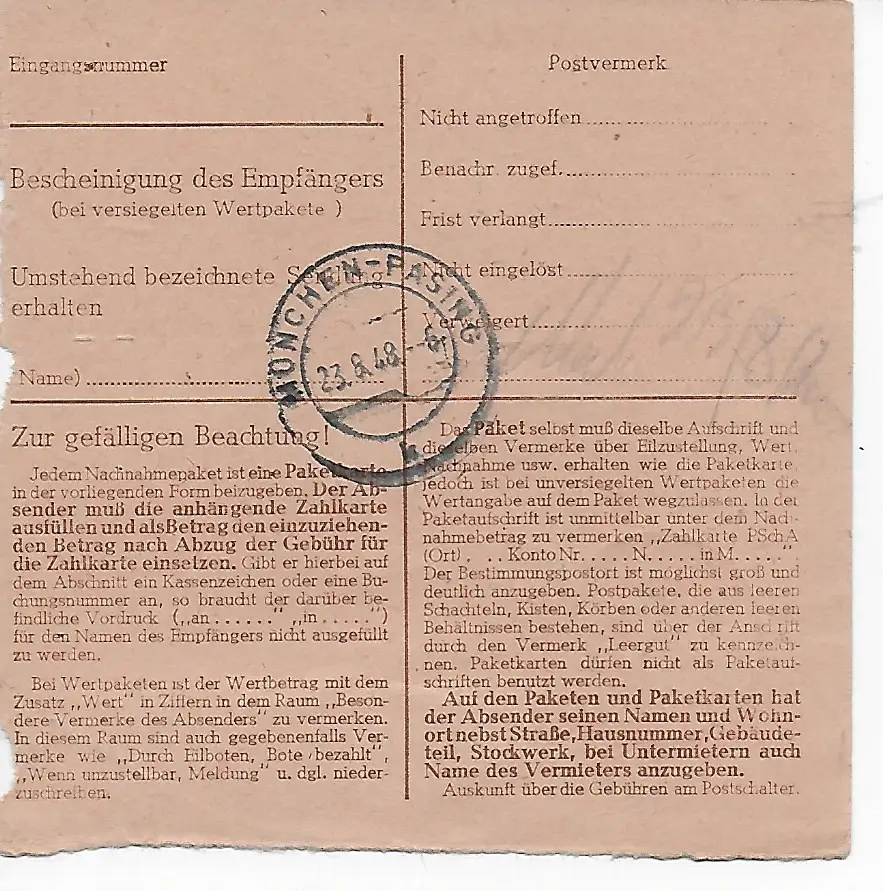 Eingangsnummer
Bescheinigung des Empfängers
(bei versiegelten Wertpakete )
Umstehend bezeichnete Sendung
erhalten
Name)
Postvermerk
Nicht angetroffen
Benachr. zugef.
Frist verlangt
Nicht eingelöst
Verweigert
MÜNCHEN-PASING
23.8.48.-6
k
Zur gefälligen Beachtung!
Jedem Nachnahmepaket ist eine Paketkarte
in der vorliegenden Form beizugeben. Der Ab-
sender muß die anhängende Zahlkarte
ausfüllen und als Betrag den einzuziehen-
den Betrag nach Abzug der Gebühr für
die Zahlkarte einsetzen. Gibt er hierbei auf
dem Abschnitt ein Kassenzeichen oder eine Bu-
chungsnummer an, so braucht der darüber be-
findliche Vordruck („an . . . . . .“ „in . . . . .“)
für den Namen des Empfängers nicht ausgefüllt
zu werden.
Bei Wertpaketen ist der Wertbetrag mit dem
Zusatz „Wert“ in Ziffern in dem Raum „Beson-
dere Vermerke des Absenders“ zu vermerken.
In diesem Raum sind auch gegebenenfalls Ver-
merke wie „Durch Eilboten, Bote bezahlt“,
„Wenn unzustellbar, Meldung“ u. dgl. nieder-
zuschreiben.
Das Paket selbst muß dieselbe Aufschrift und
dieselben Vermerke über Eilzustellung, Wert,
Nachnahme usw. erhalten wie die Paketkarte,
jedoch ist bei unversiegelten Wertpaketen die
Wertangabe auf dem Paket wegzulassen. In der
Paketaufschrift ist unmittelbar unter dem Nach-
nahmebetrag zu vermerken „Zahlkarte PSchA
(Ort) . . . . Konto Nr. . . . . N. . . . . in M. . . . . .“.
Der Bestimmungspostort ist möglichst groß und
deutlich anzugeben. Postpakete, die aus leeren
Schachteln, Kisten, Körben oder anderen leeren
Behältnissen bestehen, sind über der Anschrift
durch den Vermerk „Leergut“ zu kennzeich-
nen. Paketkarten dürfen nicht als Paketauf-
schriften benutzt werden.
Auf den Paketen und Paketkarten hat
der Absender seinen Namen und Wohn-
ort nebst Straße, Hausnummer, Gebäude-
teil, Stockwerk, bei Untermietern auch
Name des Vermieters anzugeben.
Auskunft über die Gebühren am Postschalter.